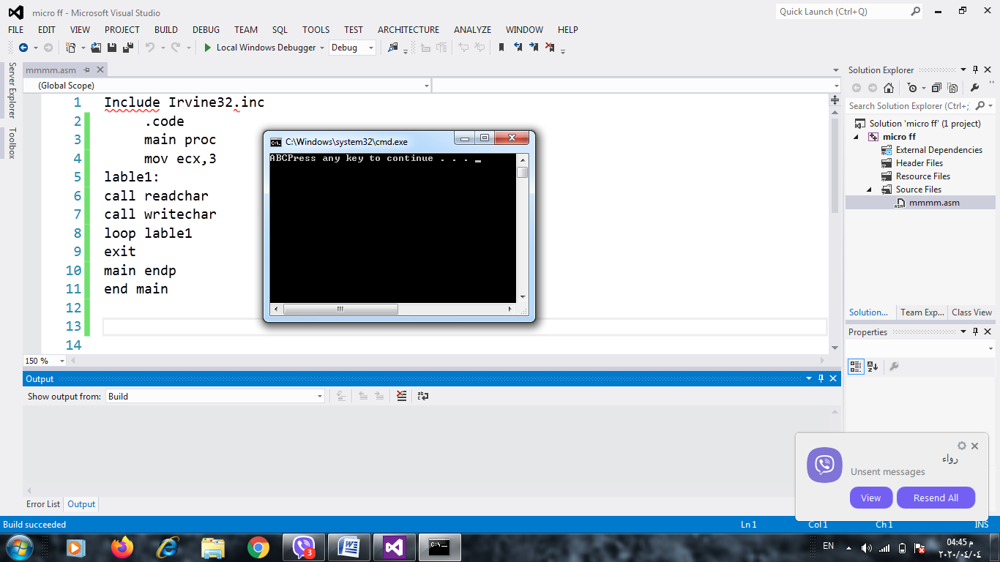 micro ff - Microsoft Visual Studio
Quick Launch (Ctrl+Q)
FILE EDIT VIEW PROJECT BUILD DEBUG TEAM SQL TOOLS TEST ARCHITECTURE ANALYZE WINDOW HELP
Local Windows Debugger Debug
Server Explorer
Toolbox
mmmm.asm
(Global Scope)
1 Include Irvine32.inc
2 .code
3 main proc
4 mov ecx,3
5 lable1:
6 call readchar
7 call writechar
8 loop lable1
9 exit
10 main endp
11 end main
12
13
14
150 %
C:\Windows\system32\cmd.exe
ABCPress any key to continue . . . _
Solution Explorer
Search Solution Explorer (Ctrl+;
Solution 'micro ff' (1 project)
micro ff
External Dependencies
Header Files
Resource Files
Source Files
mmmm.asm
Solution... Team Exp... Class View
Properties
Output
Show output from: Build
Error List Output
رواء
Unsent messages
View Resend All
Build succeeded Ln 1 Col 1 Ch 1 INS
3
EN
04:45 م
٢٠٢٠/٠٤/٠٤